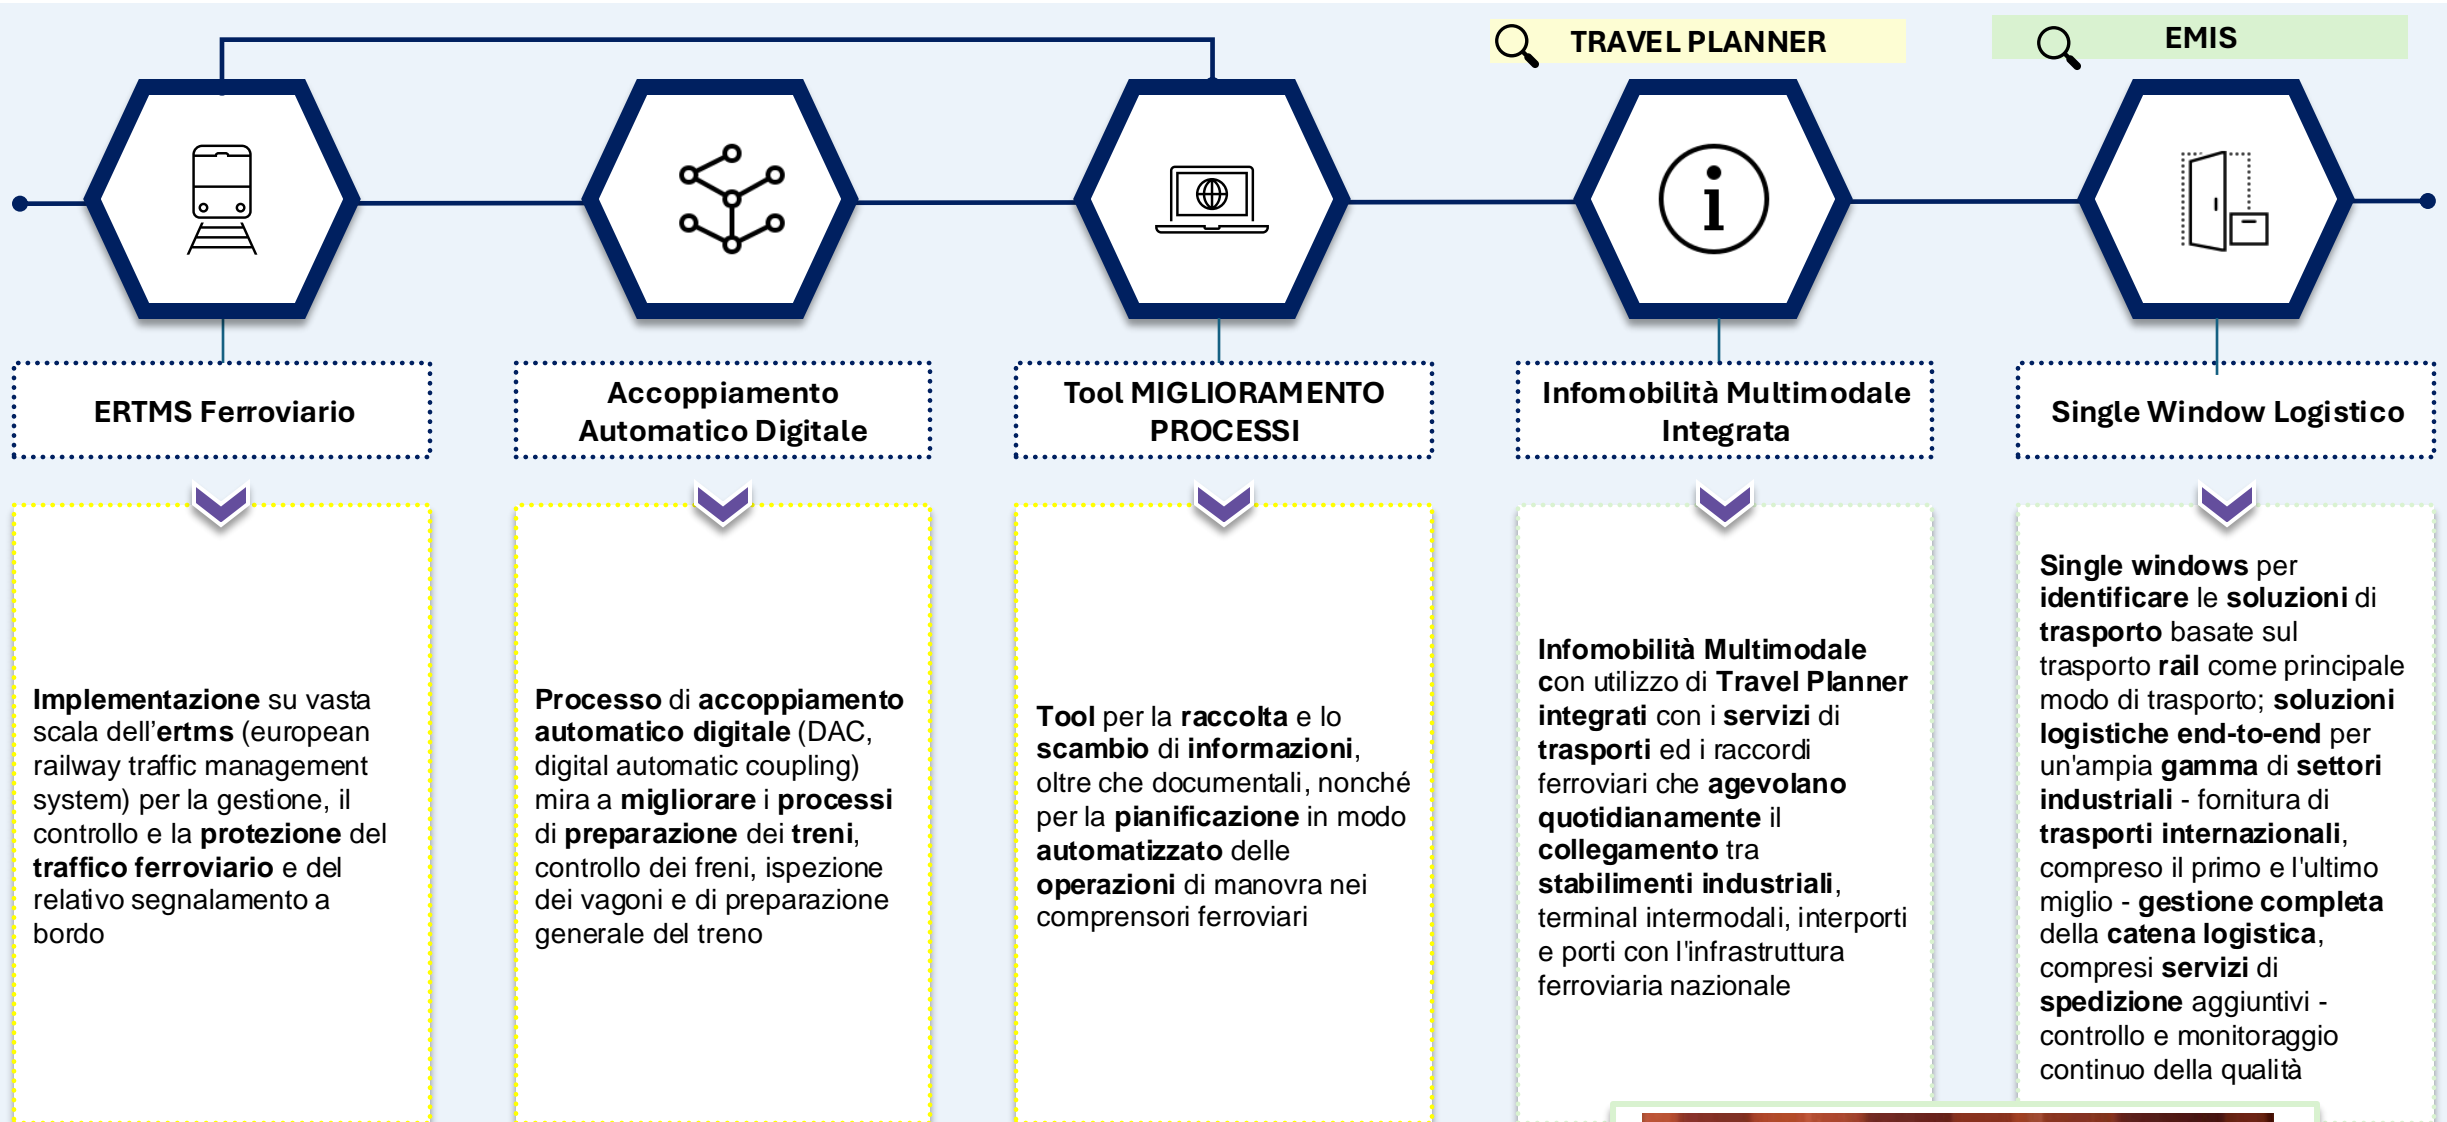 TRAVEL PLANNER
EMIS
ERTMS Ferroviario
Accoppiamento
Automatico Digitale
Tool MIGLIORAMENTO
PROCESSI
Infomobilità Multimodale
Integrata
Single Window Logistico
Implementazione su vasta
scala dell'ertms (european
railway traffic management
system) per la gestione, il
controllo e la protezione del
traffico ferroviario e del
relativo segnalamento a
bordo
Processo di accoppiamento
automatico digitale (DAC,
digital automatic coupling)
mira a migliorare i processi
di preparazione dei treni,
controllo dei freni, ispezione
dei vagoni e di preparazione
generale del treno
Tool per la raccolta e lo
scambio di informazioni,
oltre che documentali, nonché
per la pianificazione in modo
automatizzato delle
operazioni di manovra nei
comprensori ferroviari
Infomobilità Multimodale
con utilizzo di Travel Planner
integrati con i servizi di
trasporti ed i raccordi
ferroviari che agevolano
quotidianamente il
collegamento tra
stabilimenti industriali,
terminal intermodali, interporti
e porti con l'infrastruttura
ferroviaria nazionale
Single windows per
identificare le soluzioni di
trasporto basate sul
trasporto rail come principale
modo di trasporto; soluzioni
logistiche end-to-end per
un'ampia gamma di settori
industriali - fornitura di
trasporti internazionali,
compreso il primo e l'ultimo
miglio - gestione completa
della catena logistica,
compresi servizi di
spedizione aggiuntivi -
controllo e monitoraggio
continuo della qualità